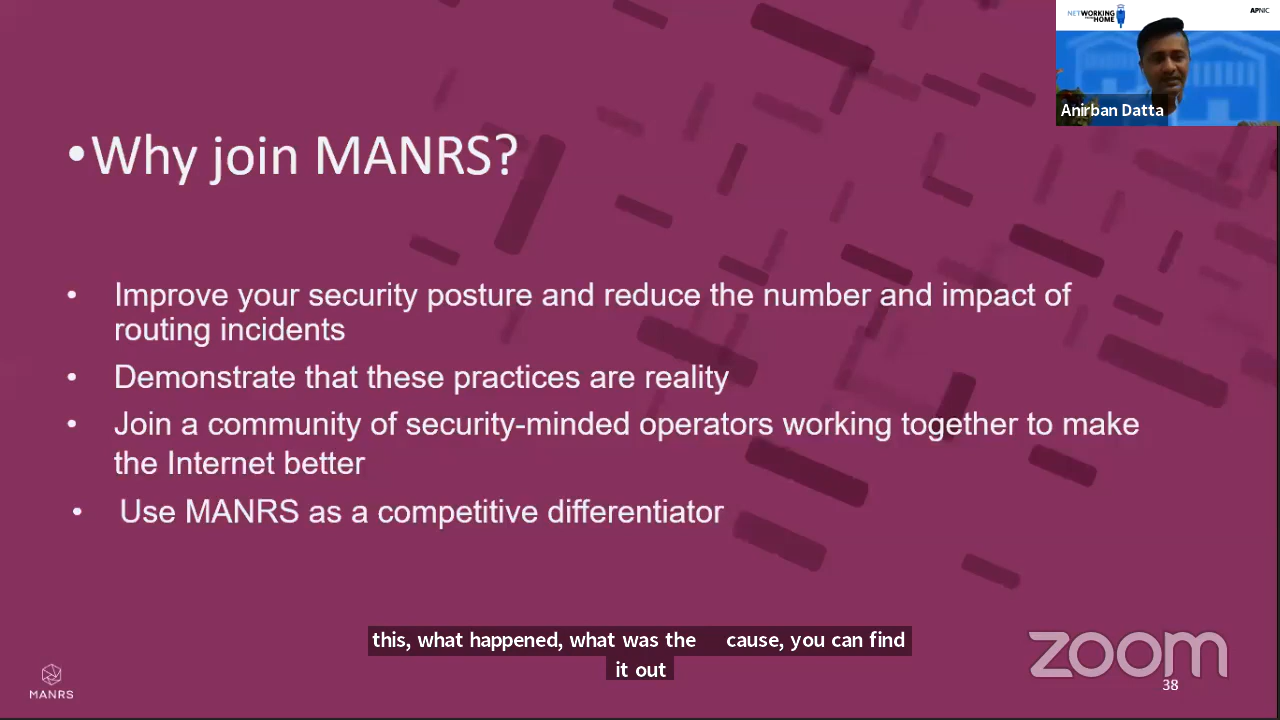 NETWORKING
HOME
APNIC
Anirban Datta
•Why join MANRS?
• Improve your security posture and reduce the number and impact of
routing incidents
• Demonstrate that these practices are reality
• Join a community of security-minded operators working together to make
the Internet better
• Use MANRS as a competitive differentiator
this, what happened, what was the cause, you can find
it out
zoom
38
MANRS